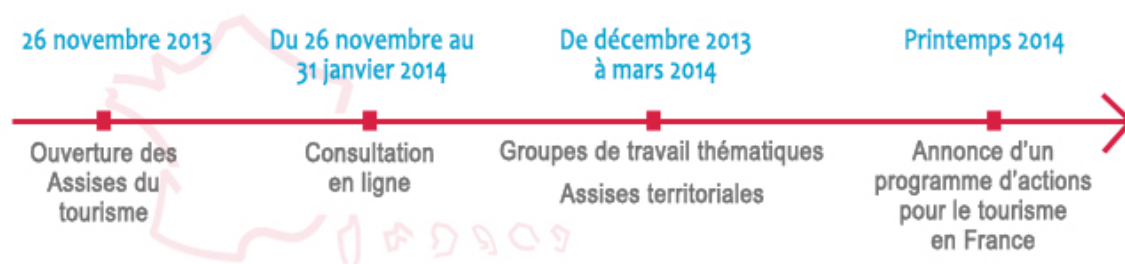 26 novembre 2013
Du 26 novembre au
31 janvier 2014
De décembre 2013
à mars 2014
Printemps 2014
Ouverture des
Assises du
tourisme
Consultation
en ligne
Groupes de travail thématiques
Assises territoriales
Annonce d'un
programme d'actions
pour le tourisme
en France